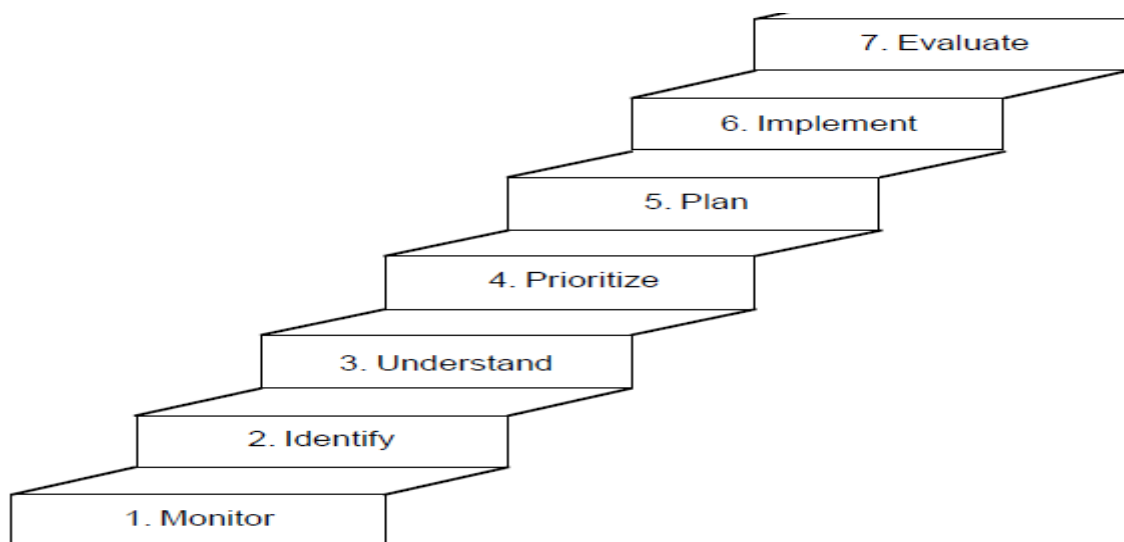 7. Evaluate
6. Implement
5. Plan
4. Prioritize
3. Understand
2. Identify
1. Monitor